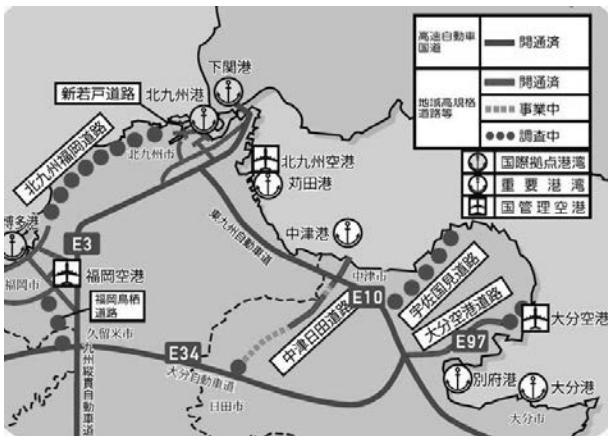 高速自動車
国道
開通済
地域高規格
道路等
開通済
事業中
調査中
国際拠点港湾
重要港湾
国管理空港
下関港
新若戸道路
北九州港
北九州福岡道路
北九州市
北九州空港
苅田港
東九州自動車道
中津港
博多港
E3
福岡空港
福岡市
福岡鳥栖
道路
久留米市
九州縦貫自動車道
E34
大分自動車道
日田市
中津日田道路
中津市
E10
宇佐国見道路
大分空港道路
E97
大分空港
別府港
大分港
大分市